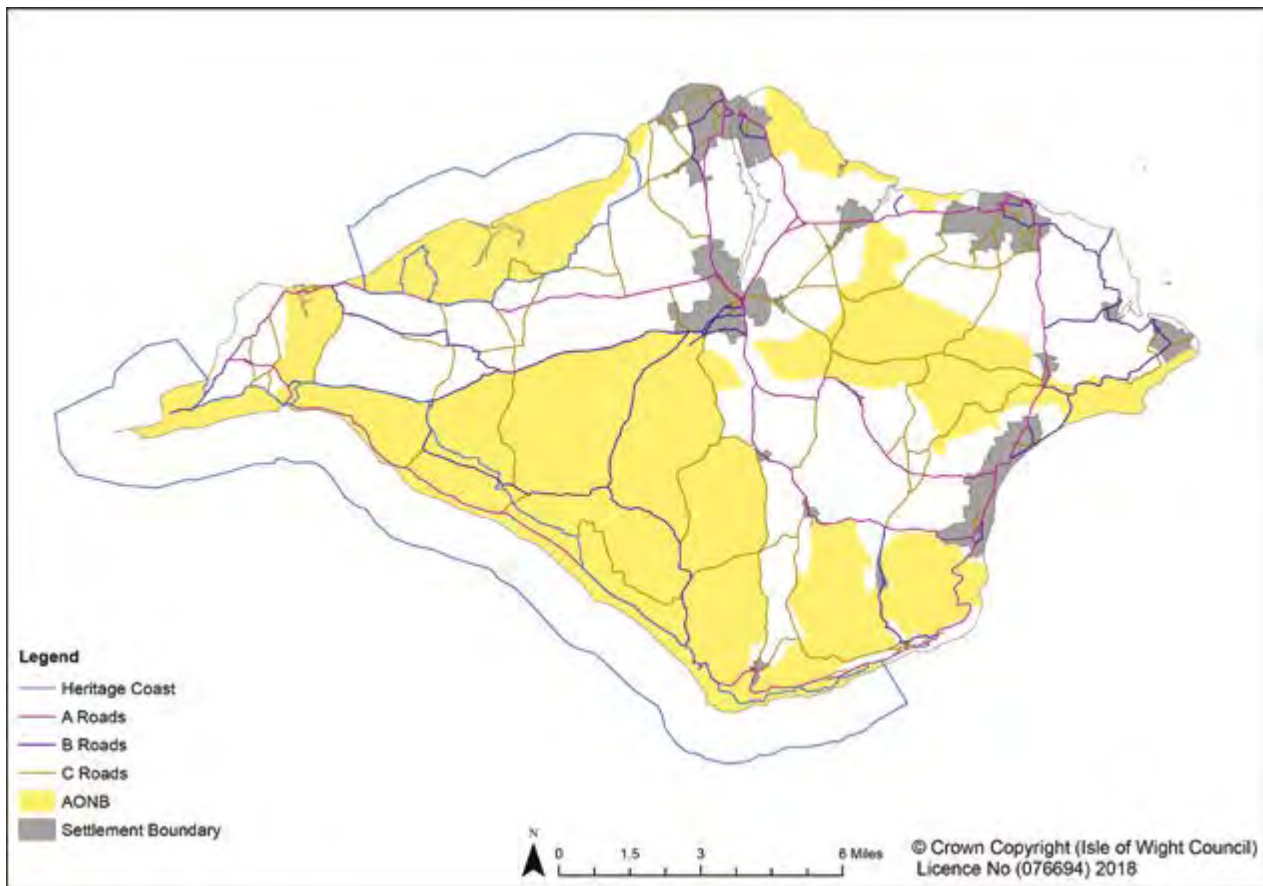 Legend
Heritage Coast
A Roads
B Roads
C Roads
AONB
Settlement Boundary
N
0 1.5 3 6 Miles
© Crown Copyright (Isle of Wight Council)
Licence No (076694) 2018